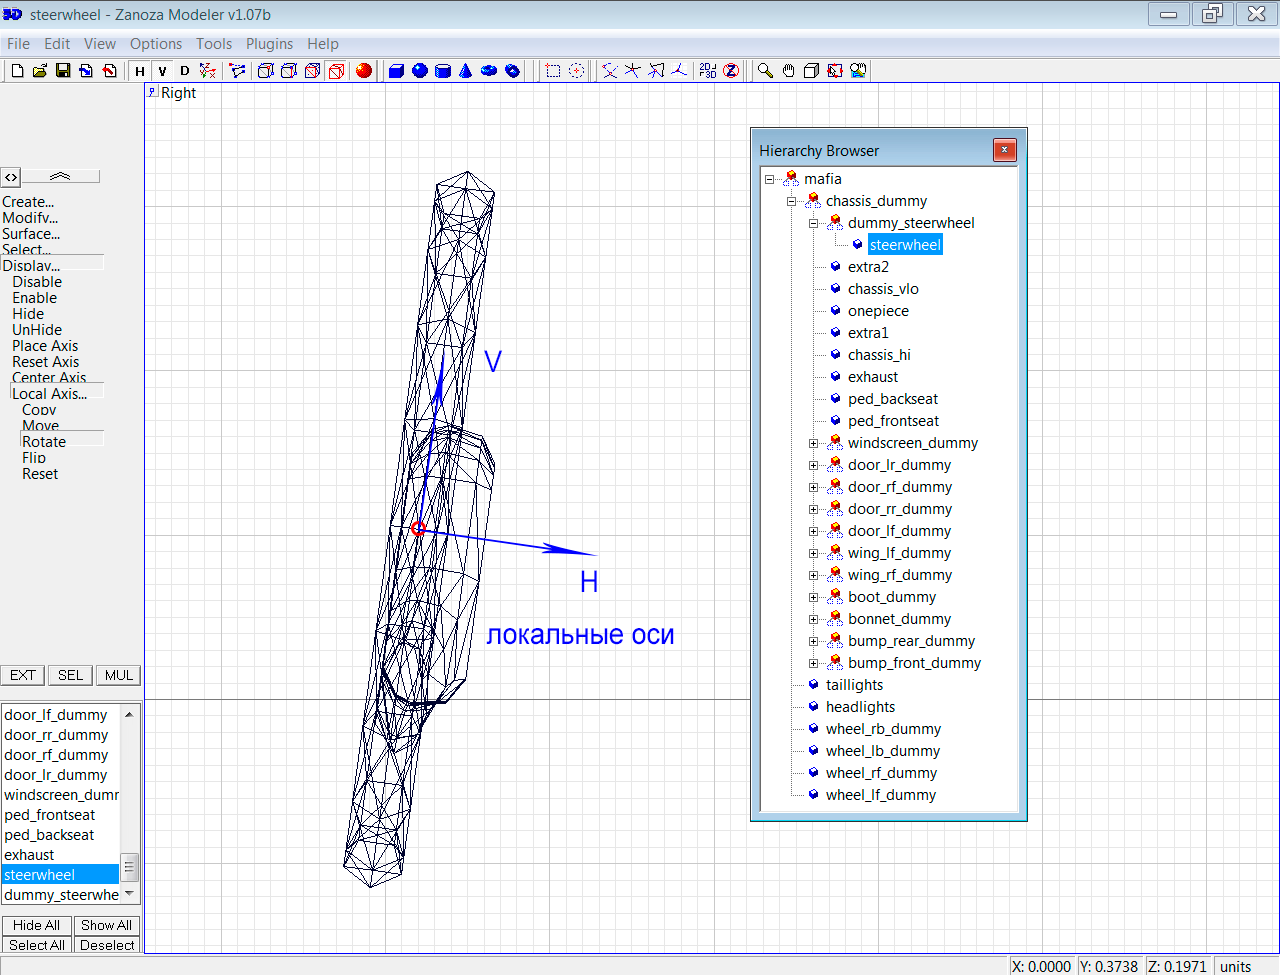 steerwheel - Zanoza Modeler v1.07b
File Edit View Options Tools Plugins Help
H V D
2D F3D Z
Right
Create...
Modify...
Surface...
Select...
Display...
Disable
Enable
Hide
UnHide
Place Axis
Reset Axis
Center Axis
Local Axis...
Copy
Move
Rotate
Flip
Reset
EXT SEL MUL
door_lf_dummy
door_rr_dummy
door_rf_dummy
door_lr_dummy
windscreen_dumr
ped_frontseat
ped_backseat
exhaust
steerwheel
dummy_steerwhe
Hide All Show All
Select All Deselect
V
H
локальные оси
Hierarchy Browser
mafia
chassis_dummy
dummy_steerwheel
steerwheel
extra2
chassis_vlo
onepiece
extra1
chassis_hi
exhaust
ped_backseat
ped_frontseat
windscreen_dummy
door_lr_dummy
door_rf_dummy
door_rr_dummy
door_lf_dummy
wing_lf_dummy
wing_rf_dummy
boot_dummy
bonnet_dummy
bump_rear_dummy
bump_front_dummy
taillights
headlights
wheel_rb_dummy
wheel_lb_dummy
wheel_rf_dummy
wheel_lf_dummy
X: 0.0000 Y: 0.3738 Z: 0.1971 units